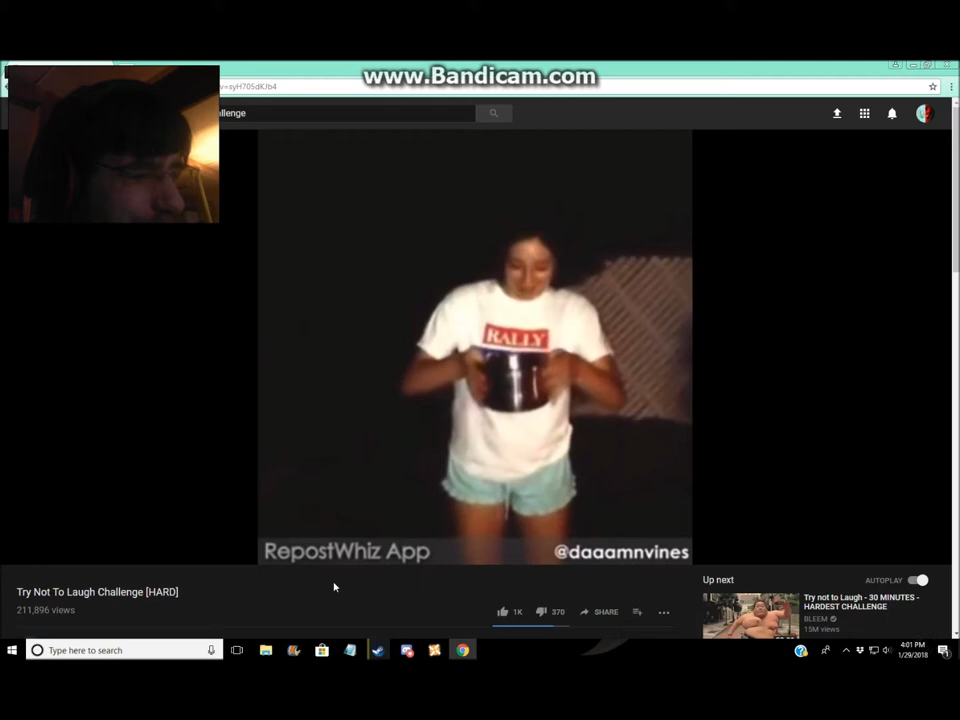 www.Bandicam.com
v=syH705dKJb4
llenge
RALLY
RepostWhiz App
@daaamnvines
Try Not To Laugh Challenge [HARD]
211,896 views
1K
370
SHARE
Up next
AUTOPLAY
Try not to Laugh - 30 MINUTES -
HARDEST CHALLENGE
BLEEM
15M views
Type here to search
4:01 PM
1/29/2018